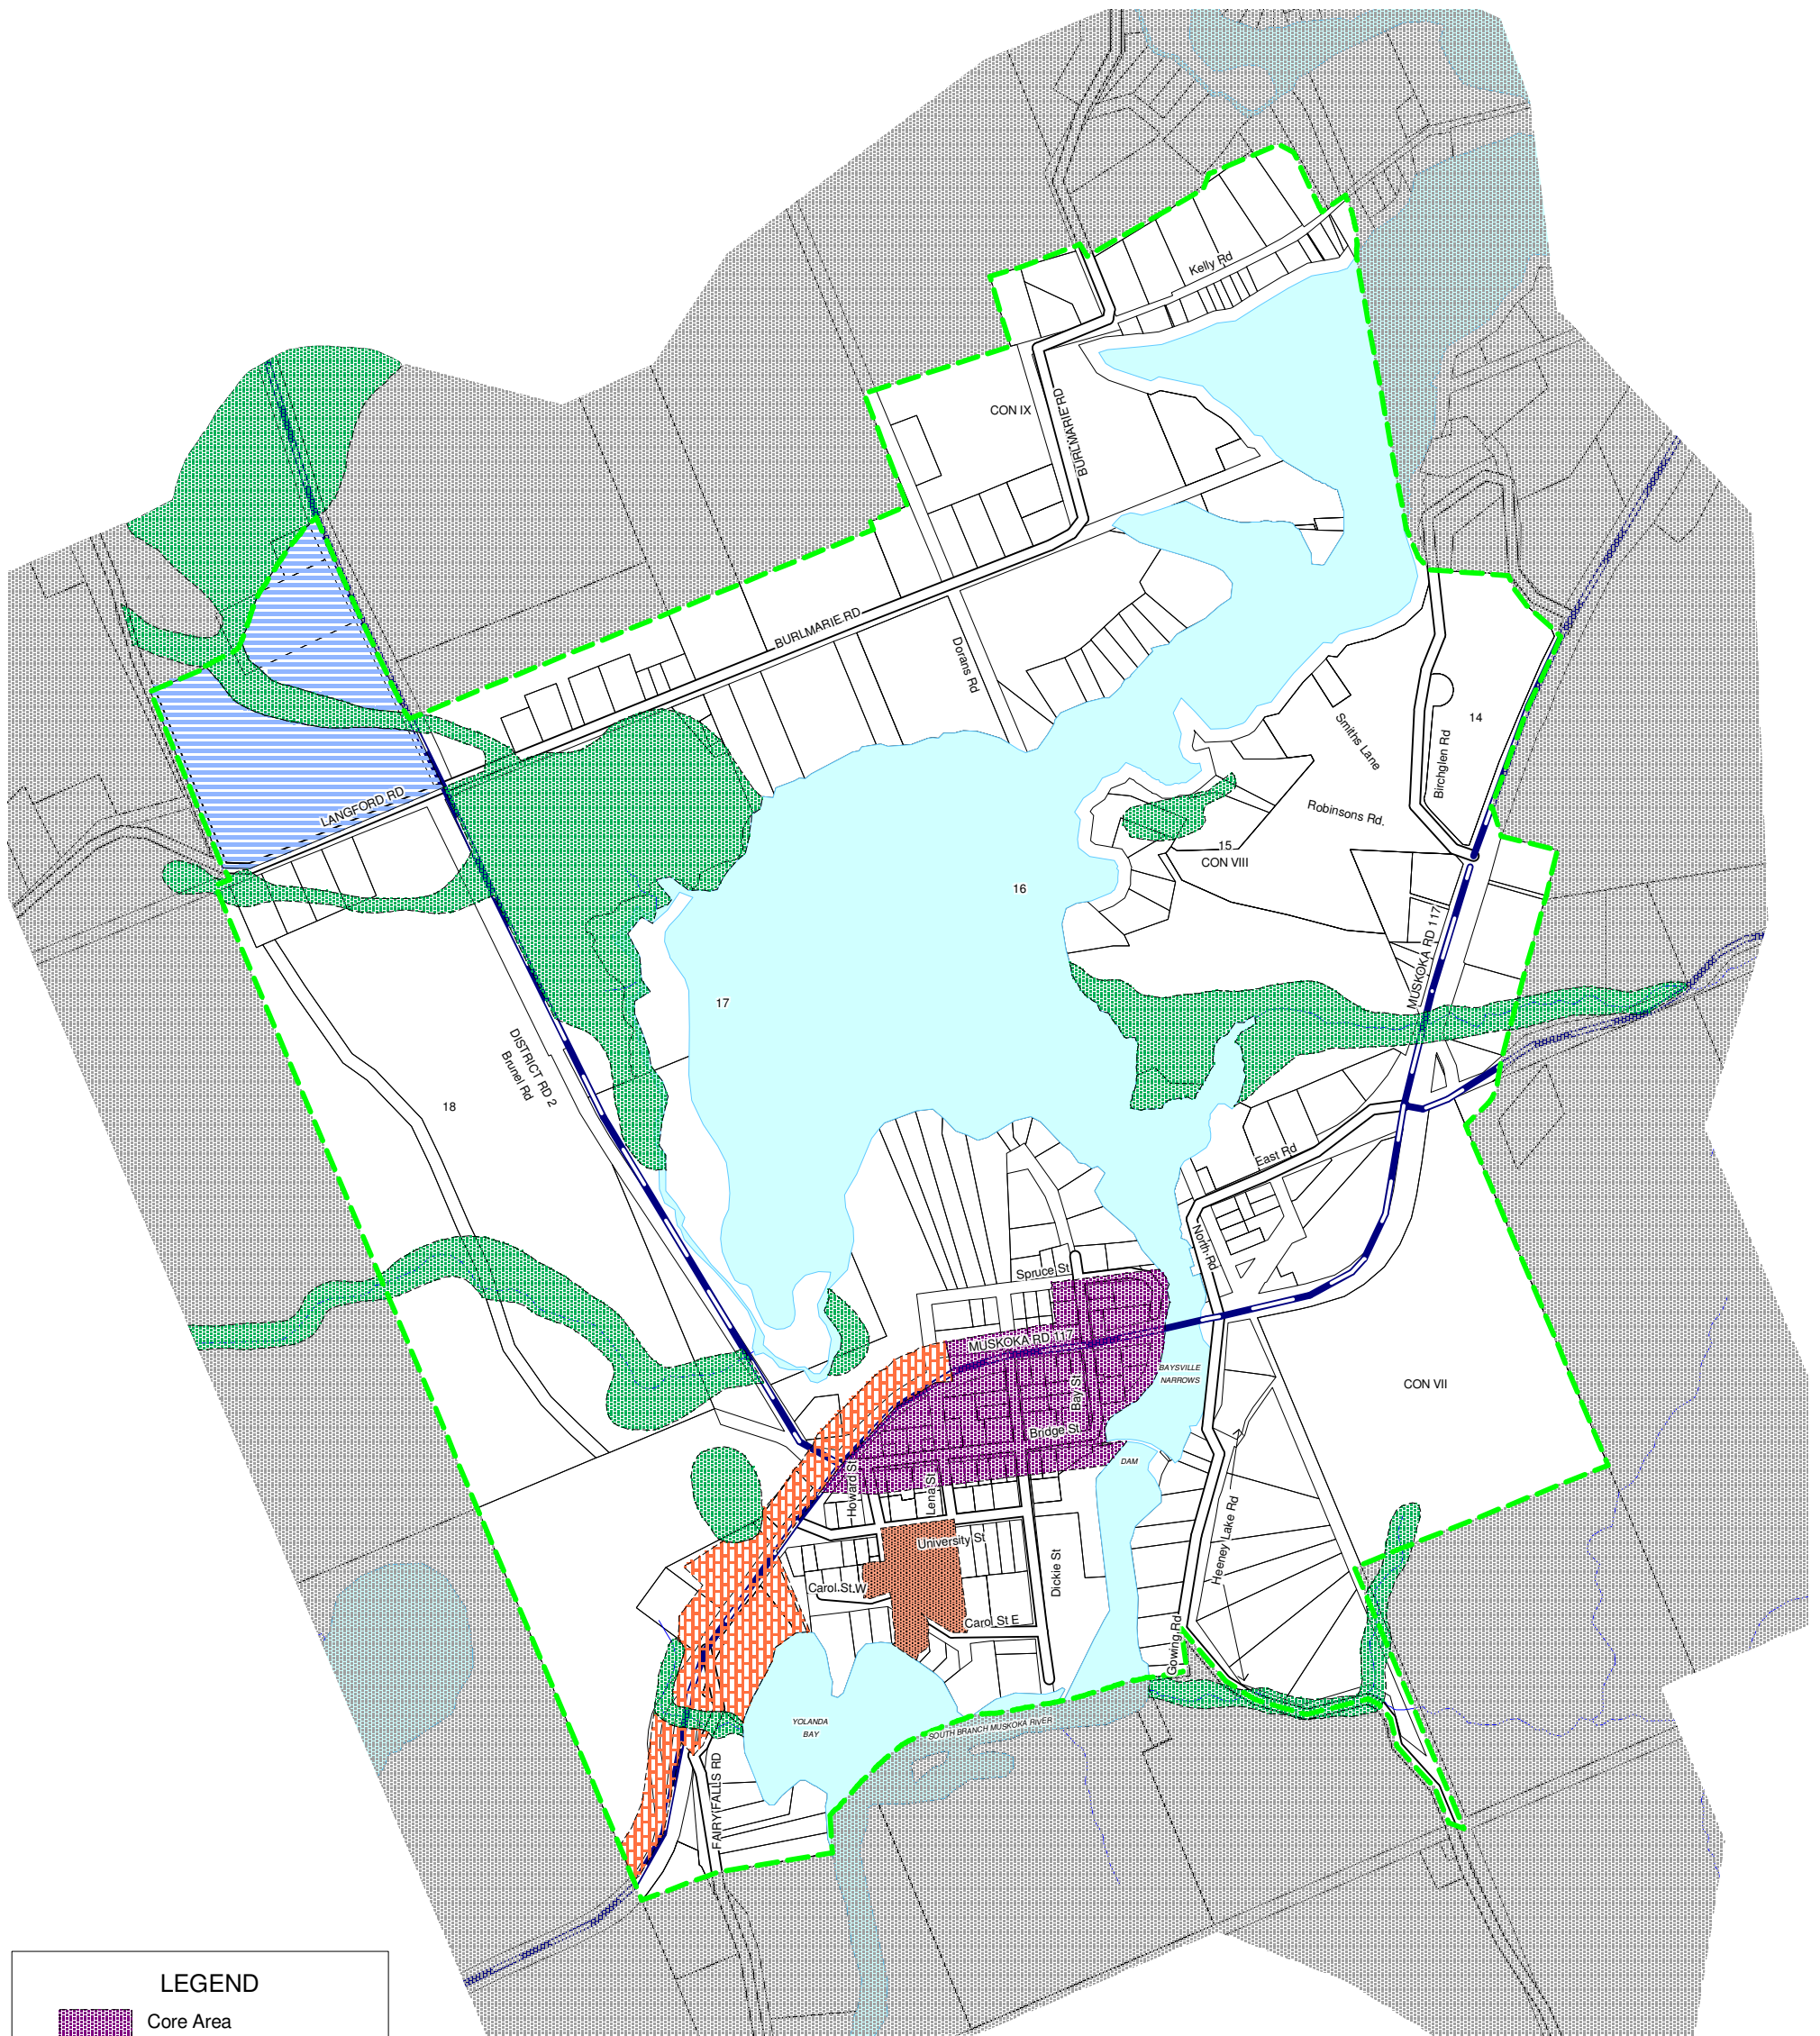 Kelly Rd
CON IX
BURLMARIE RD
BURLMARIE RD
Dorans Rd
Smiths Lane
14
Birchglen Rd
LANGFORD RD
Robinsons Rd.
15
CON VIII
16
MUSKOKA RD 117
17
DISTRICT RD 2
Brunel Rd
18
East Rd
North Rd
Spruce St
MUSKOKA RD 117
BAYSVILLE
NARROWS
CON VII
Bay St
Bridge St
DAM
Howard St
Lena St
Heeney Lake Rd
University St
Dickie St
Carol St W
Carol St E
Gowing Rd
YOLANDA
BAY
SOUTH BRANCH MUSKOKA RIVER
FAIRY FALLS RD
LEGEND
Core Area